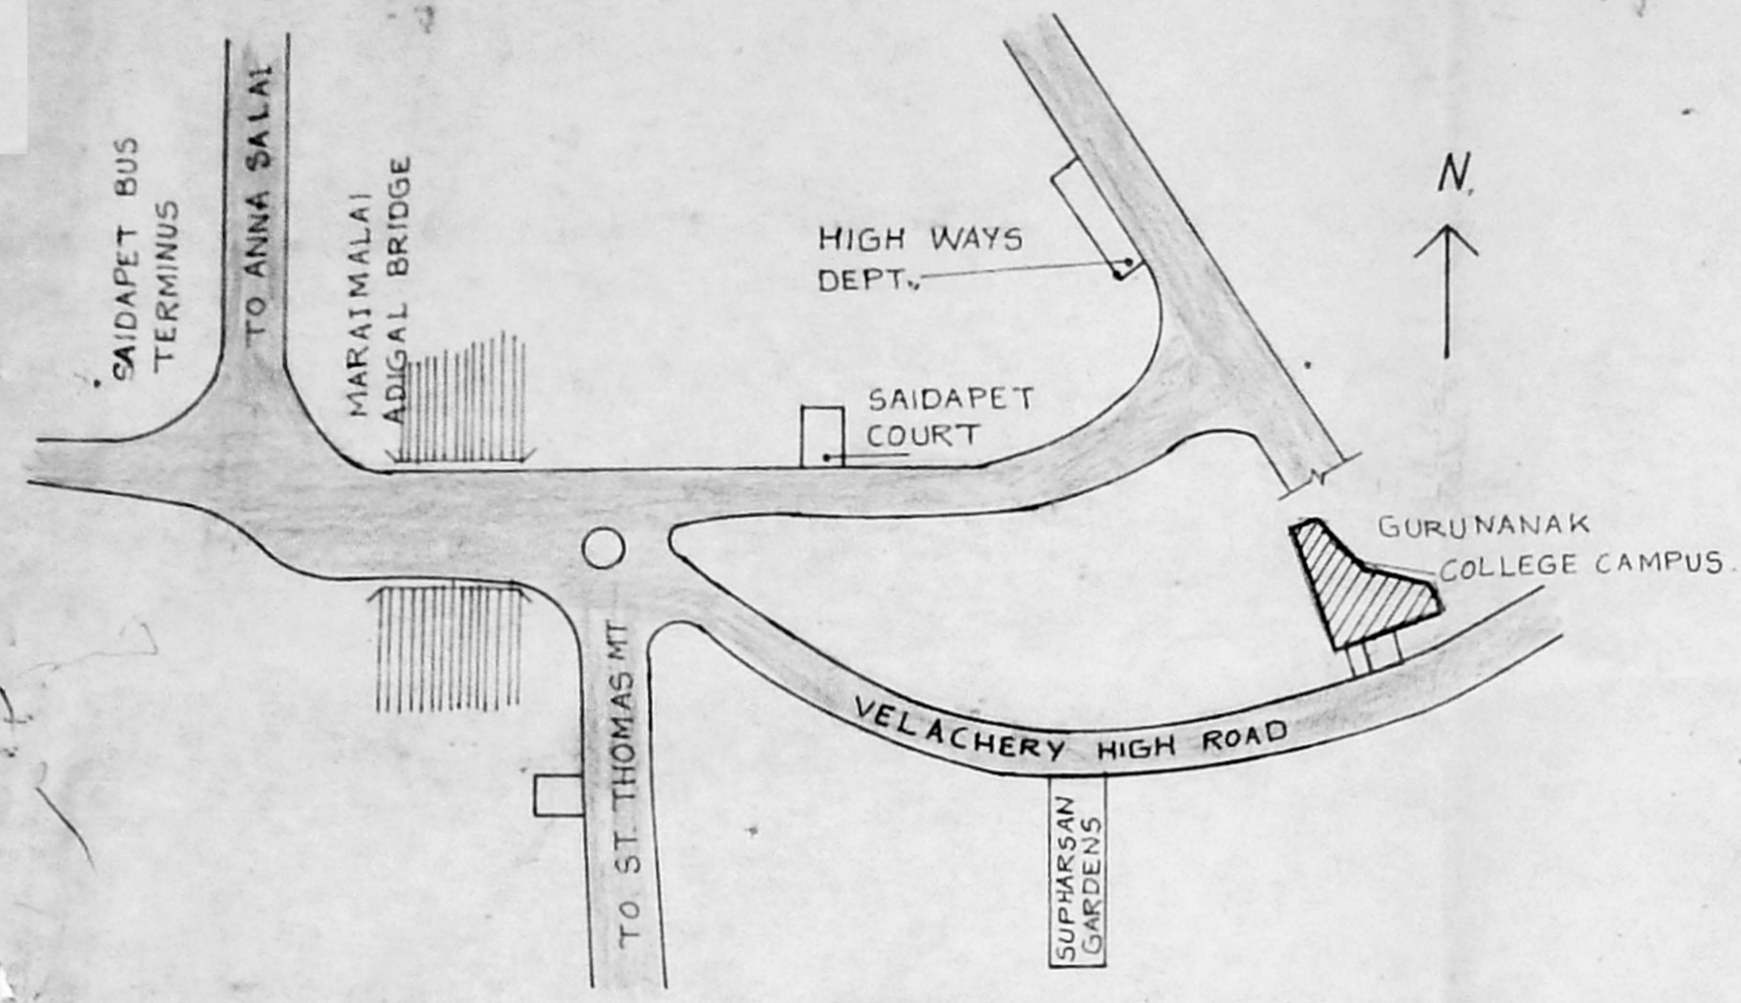 SAIDAPET BUS
TERMINUS
TO ANNA SALAI
MARAIMALAI
ADIGAL BRIDGE
HIGH WAYS
DEPT.
SAIDAPET
COURT
N.
GURUNANAK
COLLEGE CAMPUS.
VELACHERY HIGH ROAD
TO ST. THOMAS MT
SUPHARSAN
GARDENS